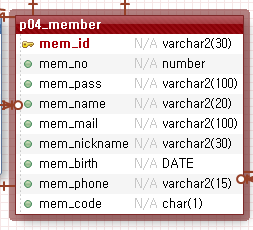 p04_member
mem_id N/A varchar2(30)
mem_no N/A number
mem_pass N/A varchar2(100)
mem_name N/A varchar2(20)
mem_mail N/A varchar2(100)
mem_nickname N/A varchar2(30)
mem_birth N/A DATE
mem_phone N/A varchar2(15)
mem_code N/A char(1)